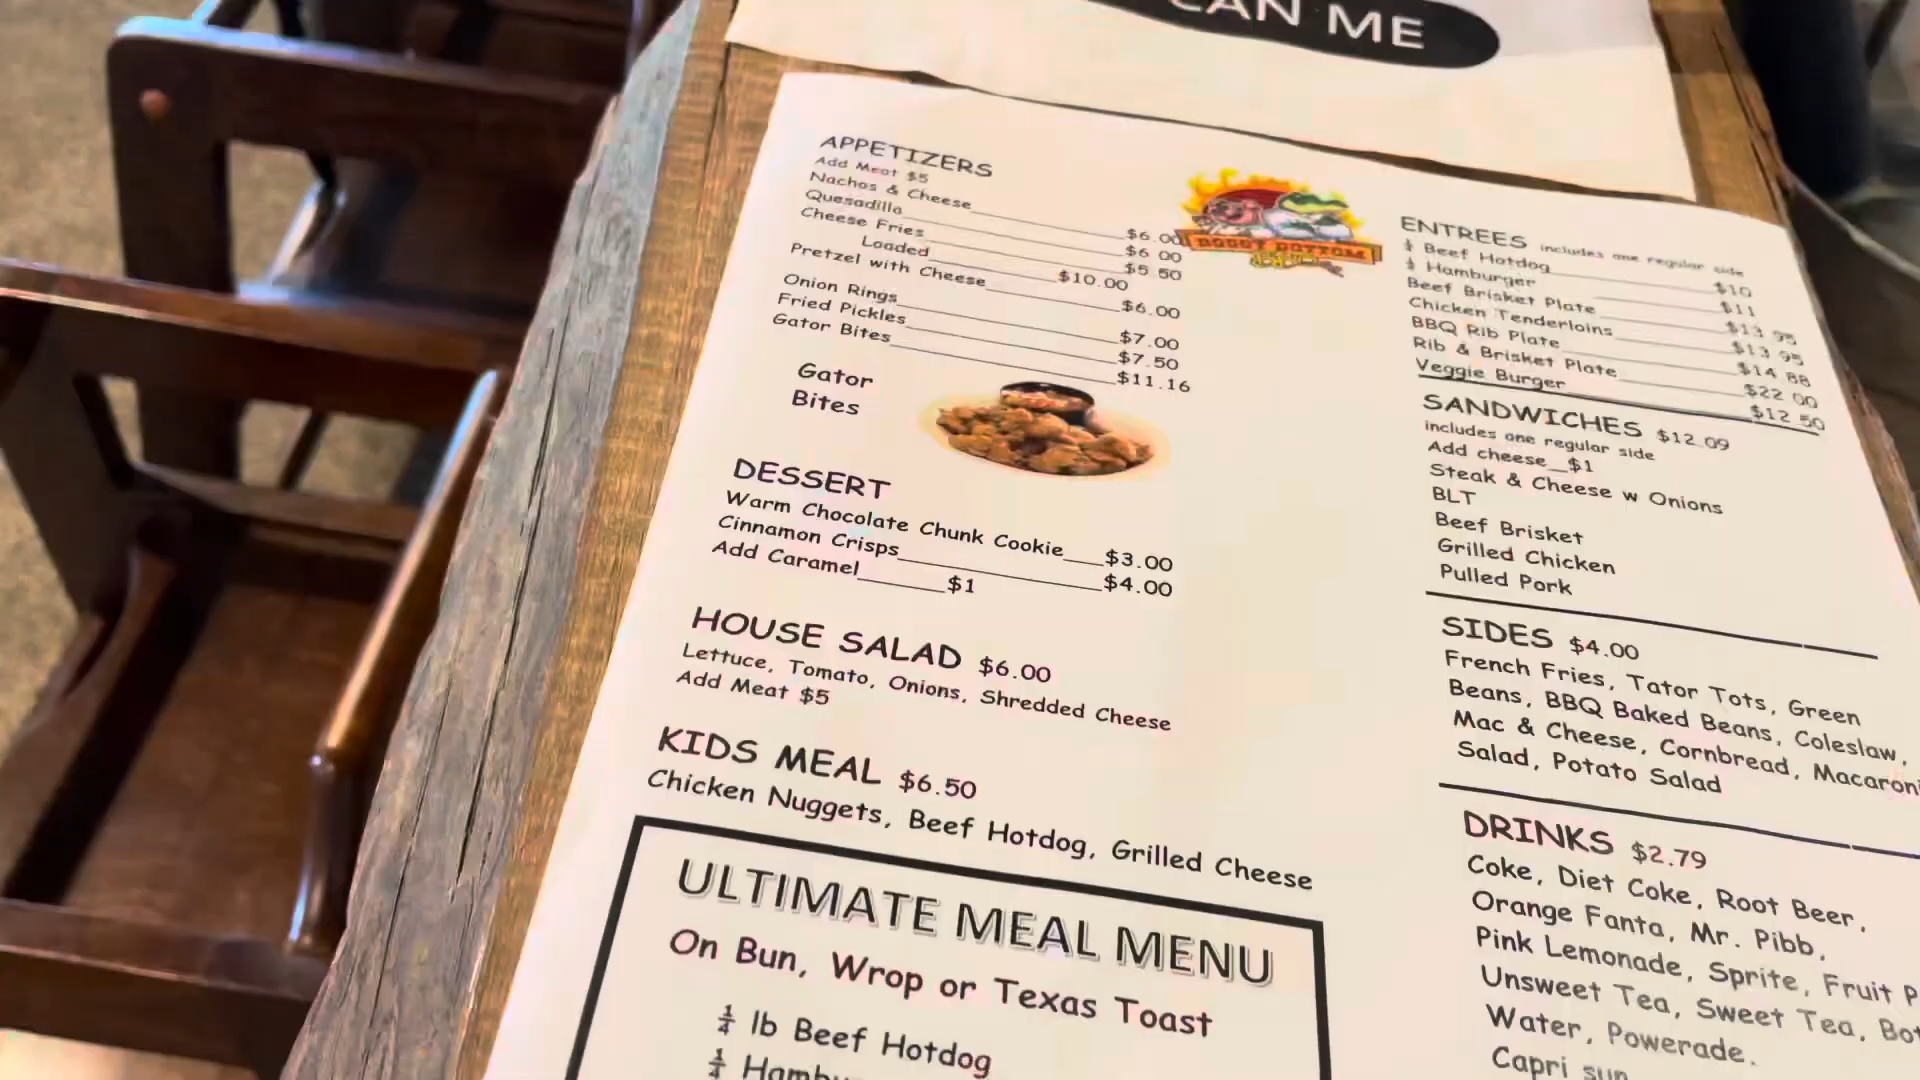 CAN ME
APPETIZERS
Add Meat $5
Nachos & Cheese $6.00
Quesadilla $6.00
Cheese Fries $5.50
Loaded $10.00
Pretzel with Cheese $6.00
Onion Rings $7.00
Fried Pickles $7.50
Gator Bites $11.16
Gator
Bites
DESSERT
Warm Chocolate Chunk Cookie $3.00
Cinnamon Crisps $4.00
Add Caramel $1
HOUSE SALAD $6.00
Lettuce, Tomato, Onions, Shredded Cheese
Add Meat $5
KIDS MEAL $6.50
Chicken Nuggets, Beef Hotdog, Grilled Cheese
ULTIMATE MEAL MENU
On Bun, Wrop or Texas Toast
¼ lb Beef Hotdog
¼ Hambu
BOGGY BOTTOM
ENTREES includes one regular side
Beef Hotdog $10
Hamburger $11
Beef Brisket Plate $13.95
Chicken Tenderloins $13.95
BBQ Rib Plate $14.88
Rib & Brisket Plate $22.00
Veggie Burger $12.50
SANDWICHES $12.09
includes one regular side
Add cheese $1
Steak & Cheese w Onions
BLT
Beef Brisket
Grilled Chicken
Pulled Pork
SIDES $4.00
French Fries, Tator Tots, Green
Beans, BBQ Baked Beans, Coleslaw,
Mac & Cheese, Cornbread, Macaroni
Salad, Potato Salad
DRINKS $2.79
Coke, Diet Coke, Root Beer,
Orange Fanta, Mr. Pibb,
Pink Lemonade, Sprite, Fruit P
Unsweet Tea, Sweet Tea, Bot
Water, Powerade.
Capri sun